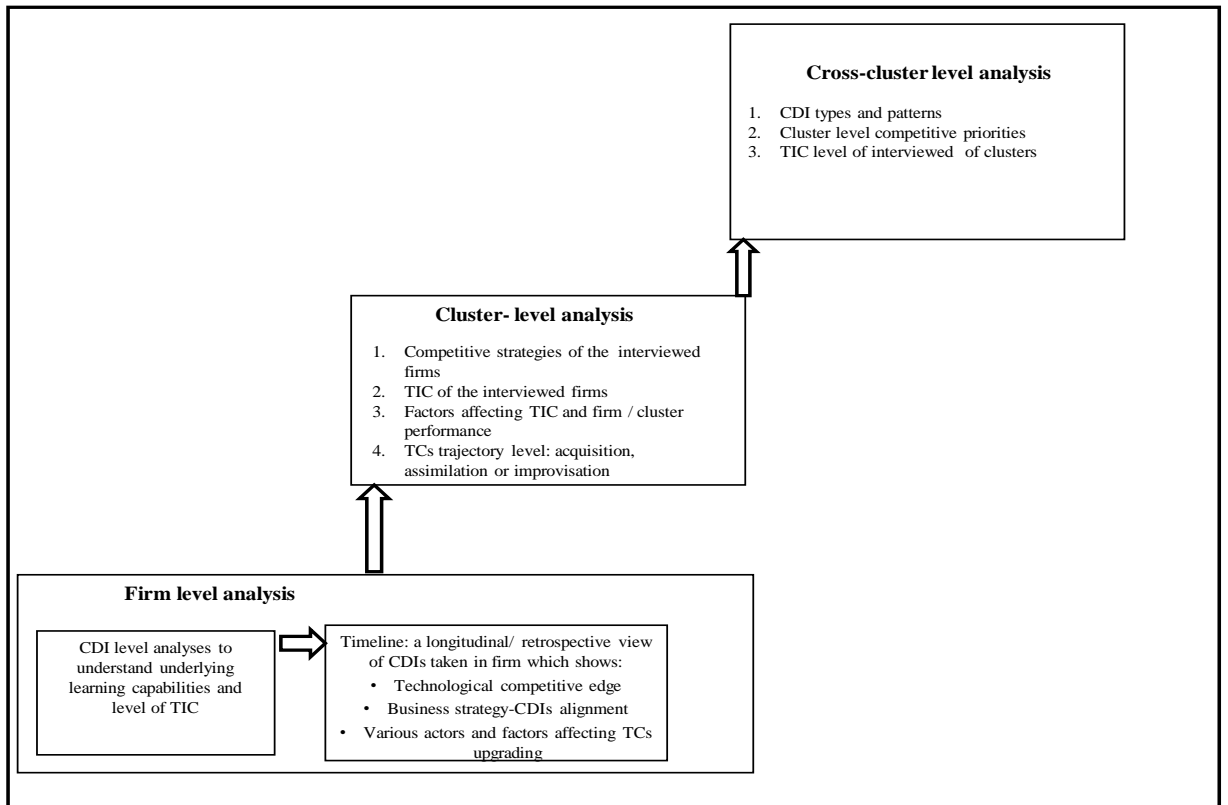 Cross-cluster level analysis
1. CDI types and patterns
2. Cluster level competitive priorities
3. TIC level of interviewed of clusters
Cluster- level analysis
1. Competitive strategies of the interviewed
firms
2. TIC of the interviewed firms
3. Factors affecting TIC and firm / cluster
performance
4. TCs trajectory level: acquisition,
assimilation or improvisation
Firm level analysis
CDI level analyses to
understand underlying
learning capabilities and
level of TIC
Timeline: a longitudinal/ retrospective view
of CDIs taken in firm which shows:
• Technological competitive edge
• Business strategy-CDIs alignment
• Various actors and factors affecting TCs
upgrading